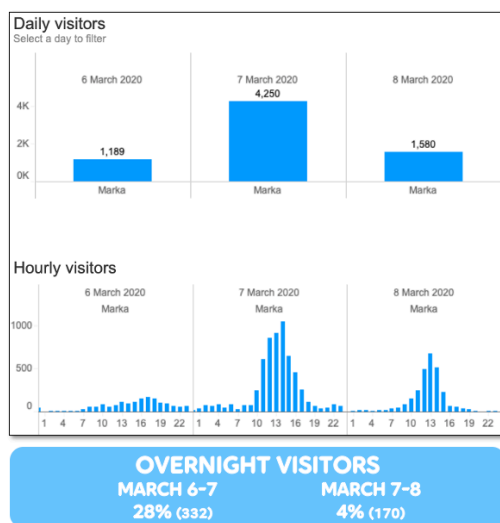 Daily visitors
Select a day to filter
6 March 2020 7 March 2020 8 March 2020
4K
2K
0K
1,189 4,250 1,580
Marka Marka Marka
Hourly visitors
6 March 2020 7 March 2020 8 March 2020
Marka Marka Marka
1000
500
0
1 4 7 10 13 16 19 22 1 4 7 10 13 16 19 22 1 4 7 10 13 16 19 22
OVERNIGHT VISITORS
MARCH 6-7 MARCH 7-8
28% (332) 4% (170)